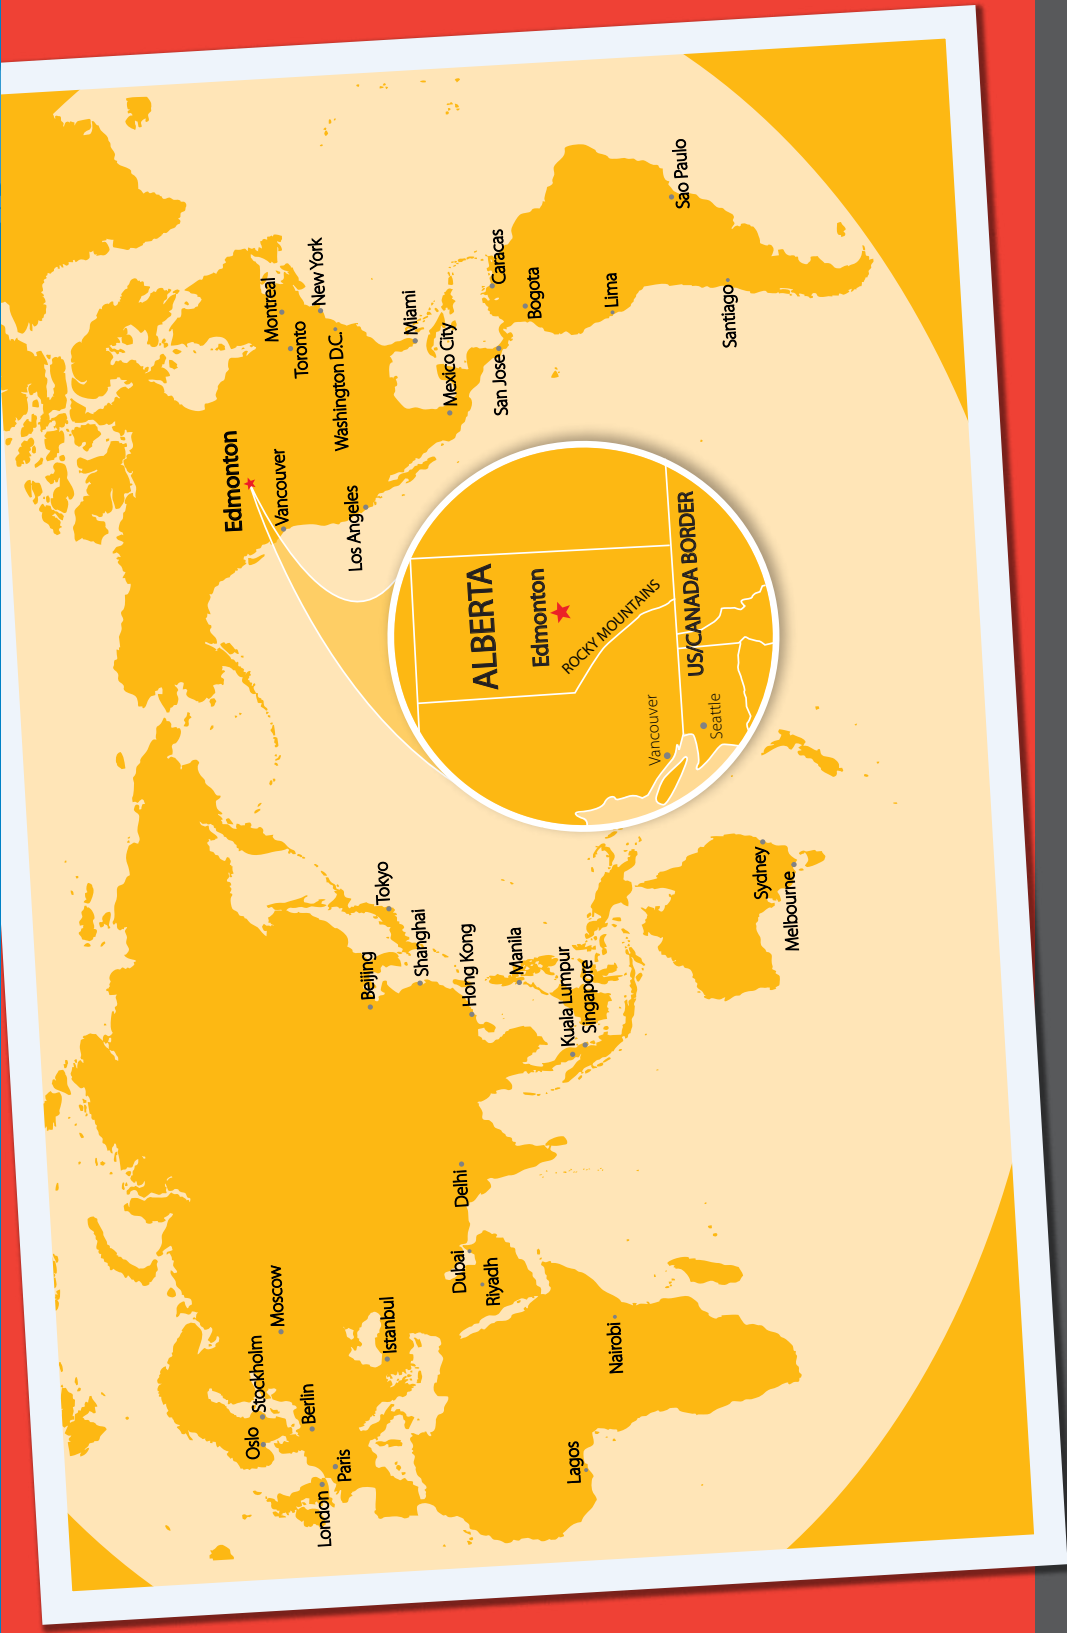 Edmonton
Vancouver
Montreal
Toronto
New York
Washington D.C.
Los Angeles
Miami
Mexico City
San Jose
Caracas
Bogota
Lima
Sao Paulo
Santiago
ALBERTA
Edmonton
ROCKY MOUNTAINS
US/CANADA BORDER
Vancouver
Seattle
Oslo
Stockholm
Moscow
Berlin
London
Paris
Istanbul
Dubai
Riyadh
Delhi
Lagos
Nairobi
Beijing
Tokyo
Shanghai
Hong Kong
Manila
Kuala Lumpur
Singapore
Sydney
Melbourne